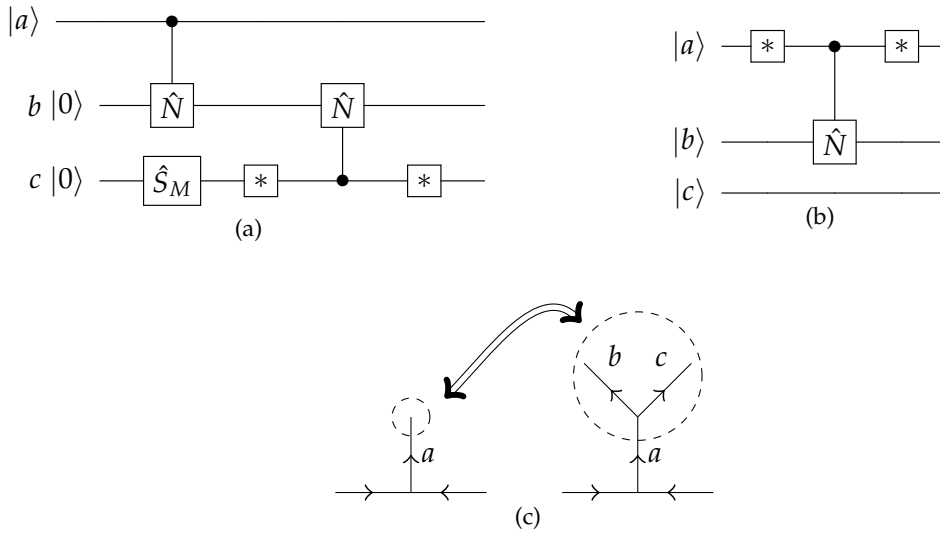 |a⟩
N̂ N̂
b |0⟩
c |0⟩ Ŝ_M * *
(a)
|a⟩ * *
|b⟩ N̂
|c⟩
(b)
b c
a a
(c)